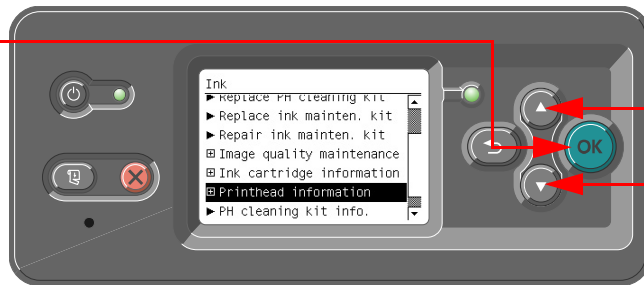 Ink
▶ Replace PH cleaning kit
▶ Replace ink mainten. kit
▶ Repair ink mainten. kit
⊞ Image quality maintenance
⊞ Ink cartridge information
⊞ Printhead information
▶ PH cleaning kit info.
OK